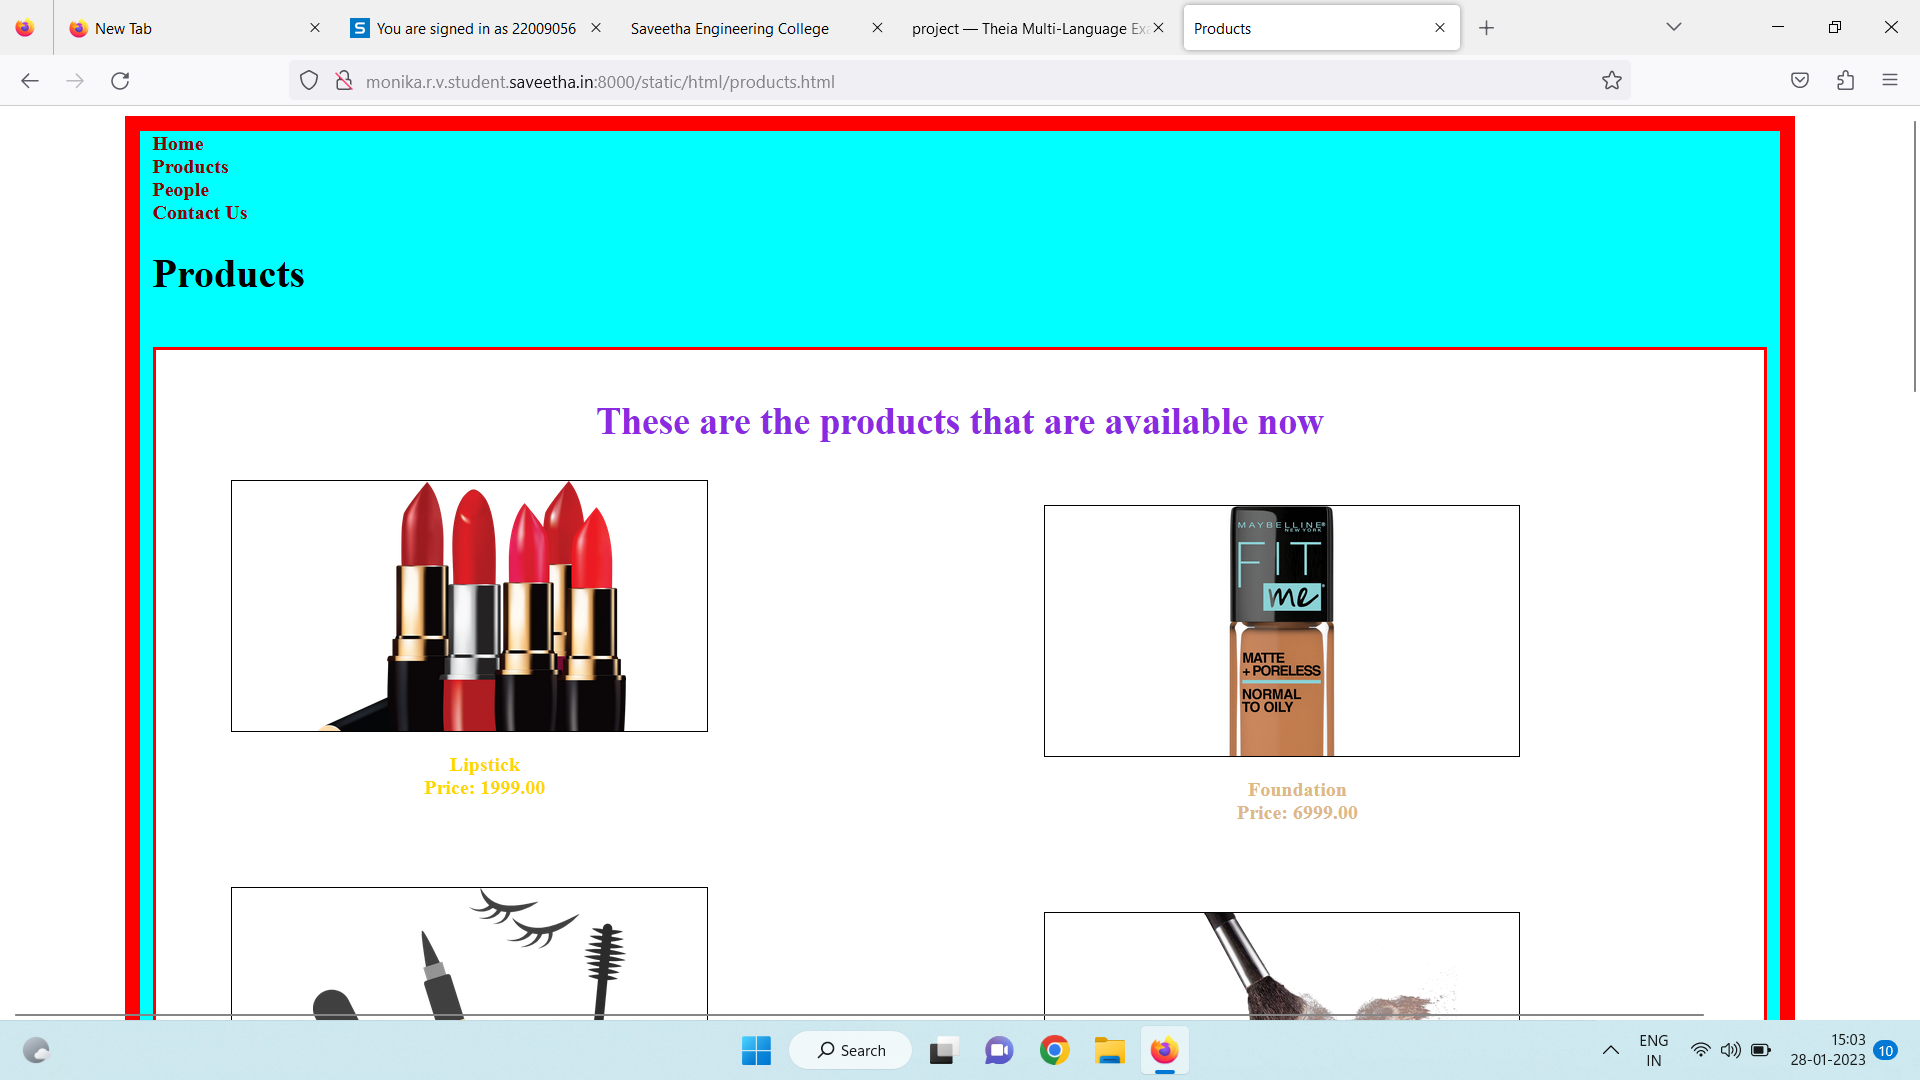 New Tab
S You are signed in as 22009056
Saveetha Engineering College
project — Theia Multi-Language Ex
Products
monika.r.v.student.saveetha.in:8000/static/html/products.html
Home
Products
People
Contact Us
Products
These are the products that are available now
MAYBELLINE®
NEW YORK
FIT
me
MATTE
+ PORELESS
NORMAL
TO OILY
Lipstick
Price: 1999.00
Foundation
Price: 6999.00
Search
ENG
IN
15:03
28-01-2023
10